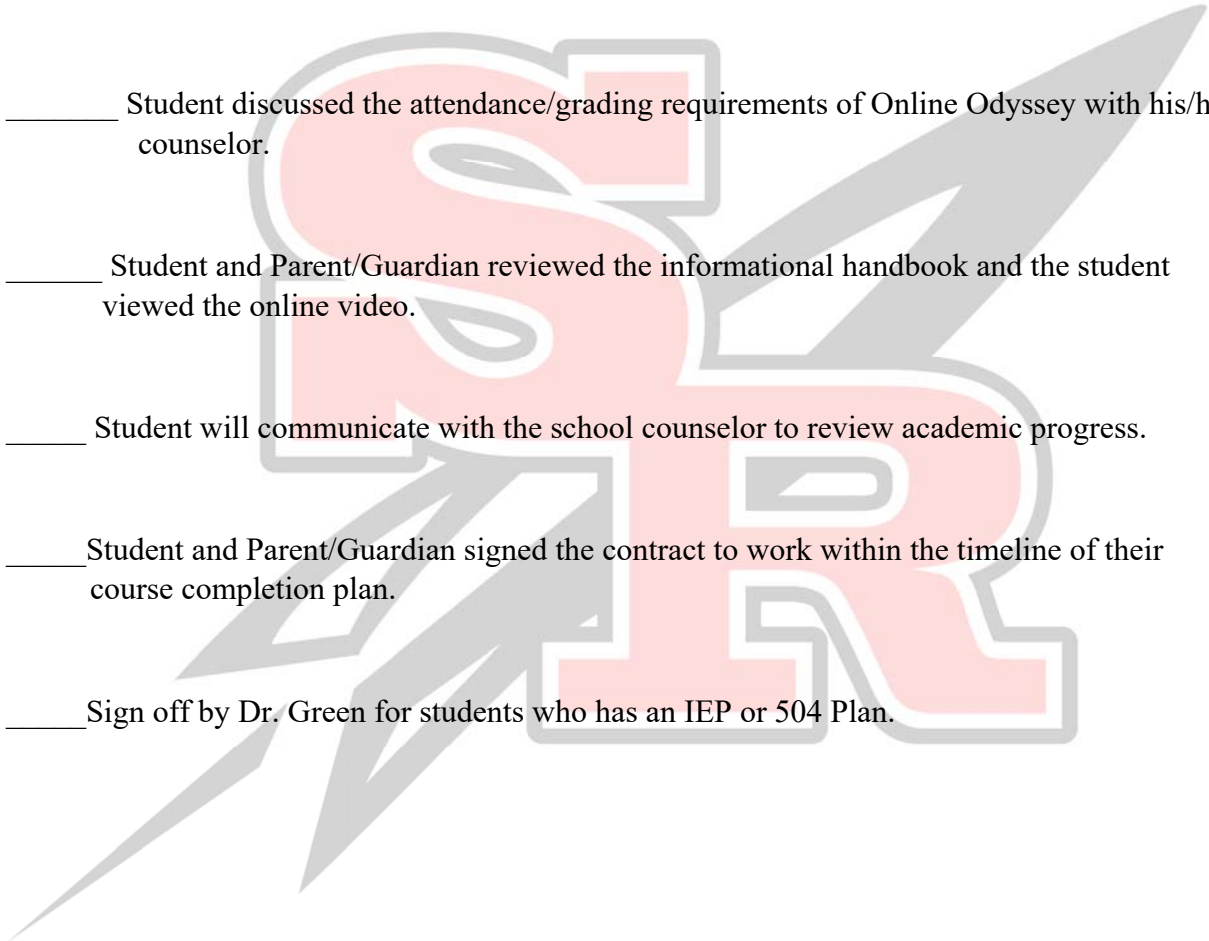 _______ Student discussed the attendance/grading requirements of Online Odyssey with his/h
counselor.
______ Student and Parent/Guardian reviewed the informational handbook and the student
viewed the online video.
_____ Student will communicate with the school counselor to review academic progress.
_____Student and Parent/Guardian signed the contract to work within the timeline of their
course completion plan.
_____Sign off by Dr. Green for students who has an IEP or 504 Plan.
SR